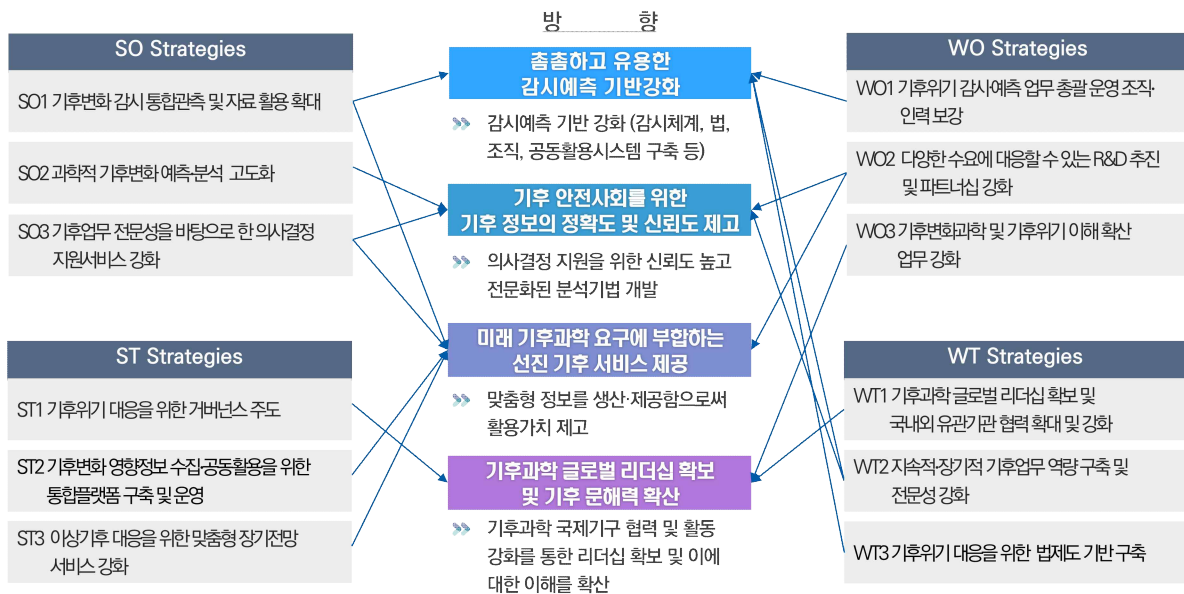 방 향
SO Strategies
SO1 기후변화 감시 통합관측 및 자료 활용 확대
SO2 과학적 기후변화 예측·분석 고도화
SO3 기후업무 전문성을 바탕으로 한 의사결정
지원서비스 강화
ST Strategies
ST1 기후위기 대응을 위한 거버넌스 주도
ST2 기후변화 영향정보 수집·공동활용을 위한
통합플랫폼 구축 및 운영
ST3 이상기후 대응을 위한 맞춤형 장기전망
서비스 강화
촘촘하고 유용한
감시예측 기반강화
감시예측 기반 강화 (감시체계, 법,
조직, 공동활용시스템 구축 등)
기후 안전사회를 위한
기후 정보의 정확도 및 신뢰도 제고
의사결정 지원을 위한 신뢰도 높고
전문화된 분석기법 개발
미래 기후과학 요구에 부합하는
선진 기후 서비스 제공
맞춤형 정보를 생산·제공함으로써
활용가치 제고
기후과학 글로벌 리더십 확보
및 기후 문해력 확산
기후과학 국제기구 협력 및 활동
강화를 통한 리더십 확보 및 이에
대한 이해를 확산
WO Strategies
WO1 기후위기 감시·예측 업무 총괄 운영 조직·
인력 보강
WO2 다양한 수요에 대응할 수 있는 R&D 추진
및 파트너십 강화
WO3 기후변화과학 및 기후위기 이해 확산
업무 강화
WT Strategies
WT1 기후과학 글로벌 리더십 확보 및
국내외 유관기관 협력 확대 및 강화
WT2 지속적·장기적 기후업무 역량 구축 및
전문성 강화
WT3 기후위기 대응을 위한 법제도 기반 구축